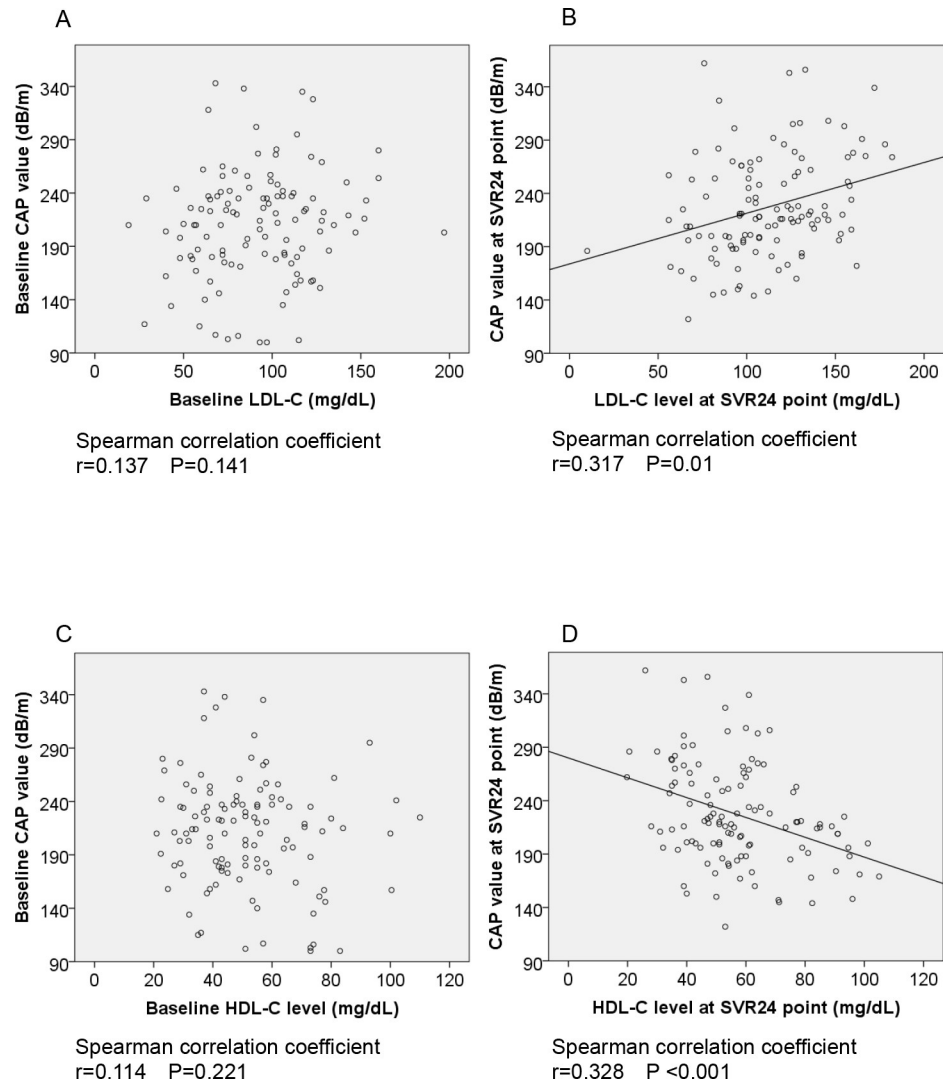 A
Baseline CAP value (dB/m)
340
290
240
190
140
90
0 50 100 150 200
Baseline LDL-C (mg/dL)
Spearman correlation coefficient
r=0.137 P=0.141
B
CAP value at SVR24 point (dB/m)
340
290
240
190
140
90
0 50 100 150 200
LDL-C level at SVR24 point (mg/dL)
Spearman correlation coefficient
r=0.317 P=0.01
C
Baseline CAP value (dB/m)
340
290
240
190
140
90
0 20 40 60 80 100 120
Baseline HDL-C level (mg/dL)
Spearman correlation coefficient
r=0.114 P=0.221
D
CAP value at SVR24 point (dB/m)
340
290
240
190
140
90
0 20 40 60 80 100 120
HDL-C level at SVR24 point (mg/dL)
Spearman correlation coefficient
r=0.328 P <0.001